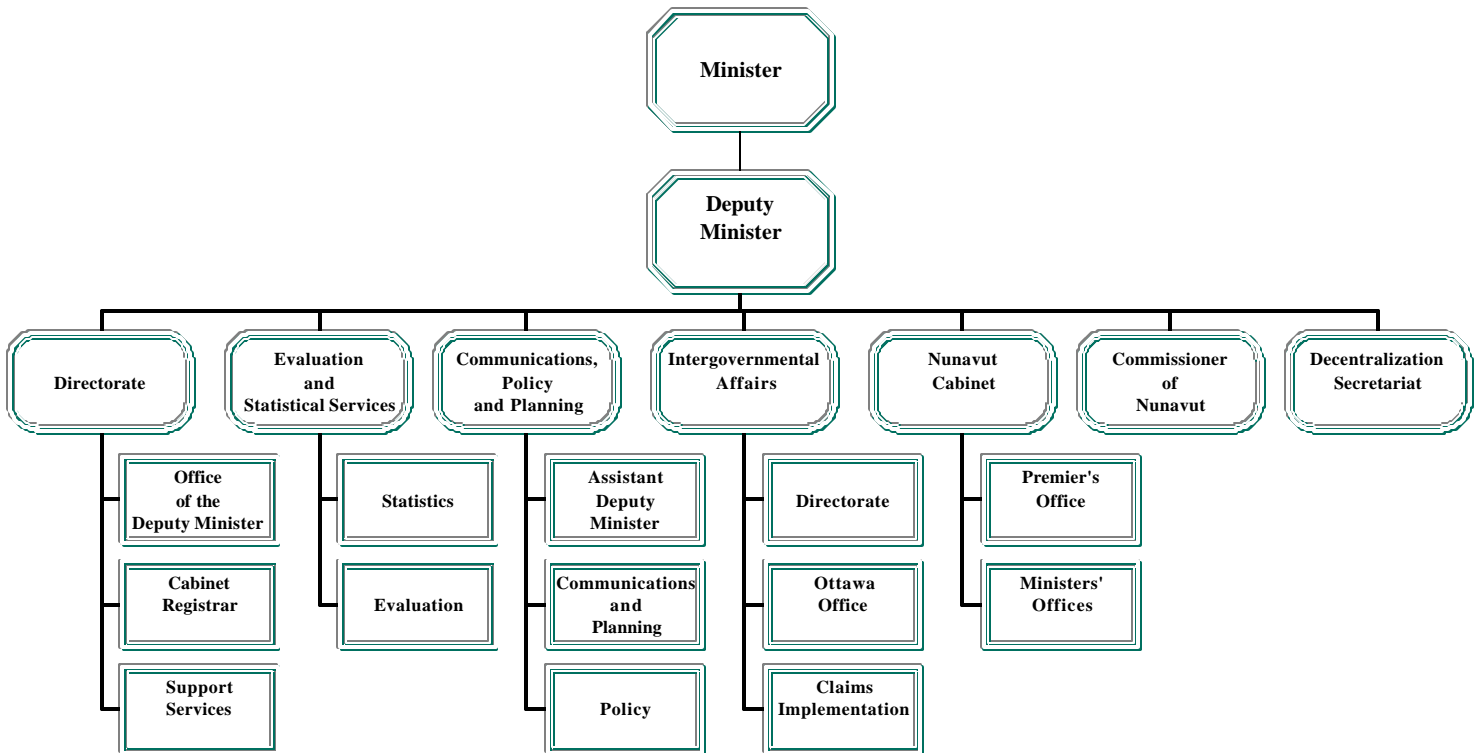 Minister
Deputy
Minister
Directorate
Evaluation
and
Statistical Services
Communications,
Policy
and Planning
Intergovernmental
Affairs
Nunavut
Cabinet
Commissioner
of
Nunavut
Decentralization
Secretariat
Office
of the
Deputy Minister
Cabinet
Registrar
Support
Services
Statistics
Evaluation
Assistant
Deputy
Minister
Communications
and
Planning
Policy
Directorate
Ottawa
Office
Claims
Implementation
Premier's
Office
Ministers'
Offices